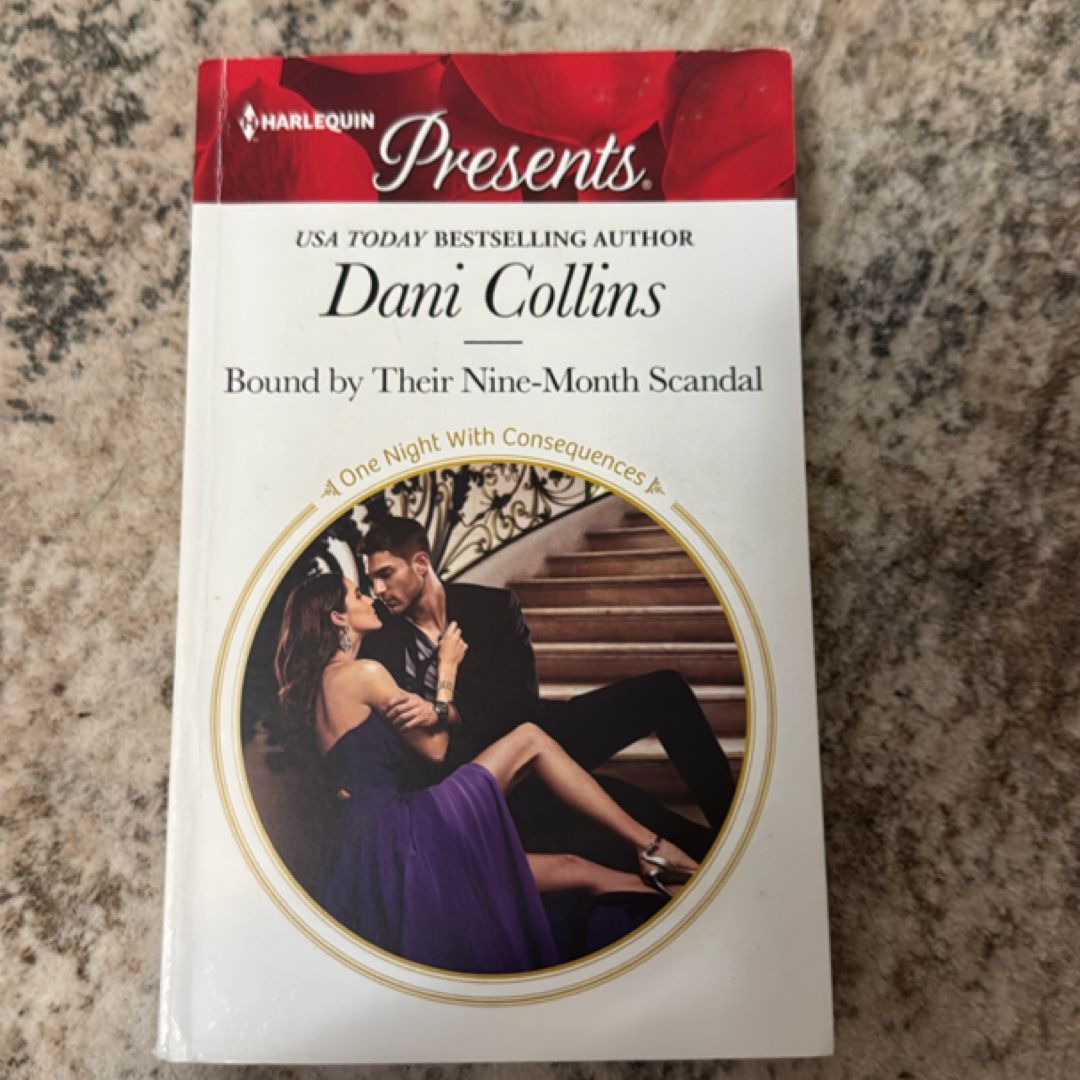 HARLEQUIN
Presents®
USA TODAY BESTSELLING AUTHOR
Dani Collins
Bound by Their Nine-Month Scandal
One Night With Consequences